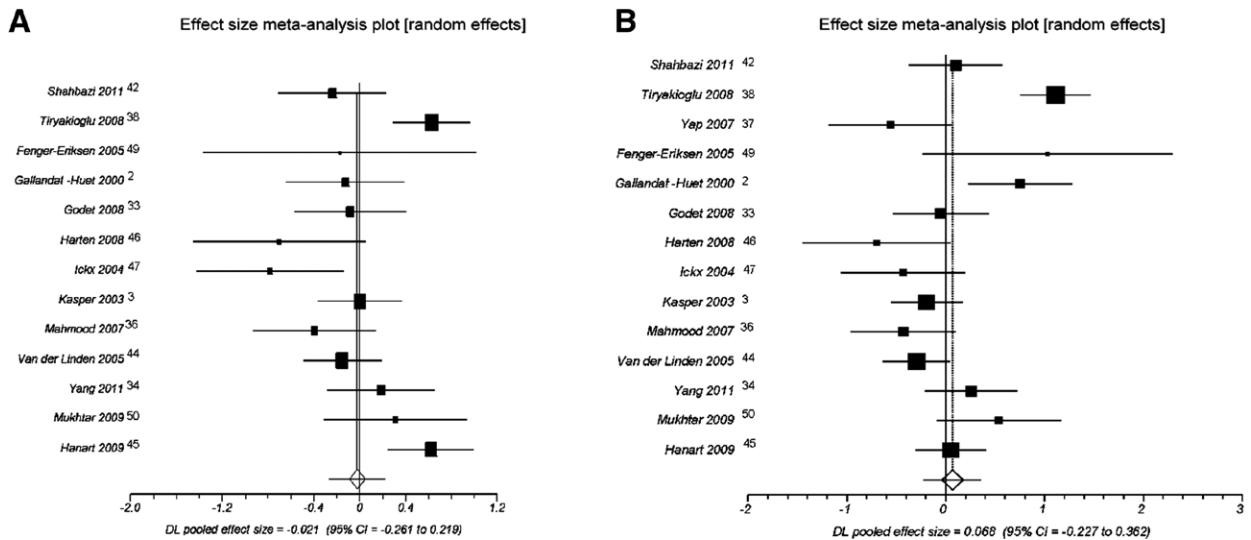 A
Effect size meta-analysis plot [random effects]
Shahbazi 2011 42
Tiryakioglu 2008 38
Fenger-Eriksen 2005 49
Gallandat -Huet 2000 2
Godet 2008 33
Harten 2008 46
Ickx 2004 47
Kasper 2003 3
Mahmood 2007 36
Van der Linden 2005 44
Yang 2011 34
Mukhtar 2009 50
Hanart 2009 45
-2.0 -1.2 -0.4 0 0.4 1.2
DL pooled effect size = -0.021 (95% CI = -0.261 to 0.219)
B
Effect size meta-analysis plot [random effects]
Shahbazi 2011 42
Tiryakioglu 2008 38
Yap 2007 37
Fenger-Eriksen 2005 49
Gallandat -Huet 2000 2
Godet 2008 33
Harten 2008 46
Ickx 2004 47
Kasper 2003 3
Mahmood 2007 36
Van der Linden 2005 44
Yang 2011 34
Mukhtar 2009 50
Hanart 2009 45
-2 -1 0 1 2 3
DL pooled effect size = 0.068 (95% CI = -0.227 to 0.362)